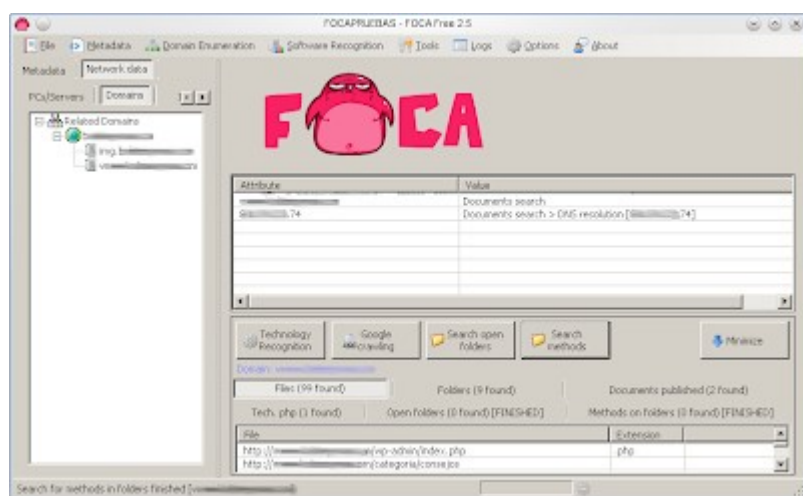 FOCAPRUEBAS - FOCA Free 2.5
File Metadata Domain Enumeration Software Recognition Tools Logs Options About
Metadata Network data
PCs/Servers Domains
Related Domains
img.
FOCA
Attribute Value
Documents search
.74 Documents search > DNS resolution [ .74]
Technology Recognition
Google crawling
Search open folders
Search methods
Minimize
Domain:
Files (99 found) Folders (9 found) Documents published (2 found)
Tech. php (1 found) Open folders (0 found) [FINISHED] Methods on folders (0 found) [FINISHED]
File Extension
http:// /wp-admin/index.php php
http:// /categoria/consejos
Search for methods in folders finished [